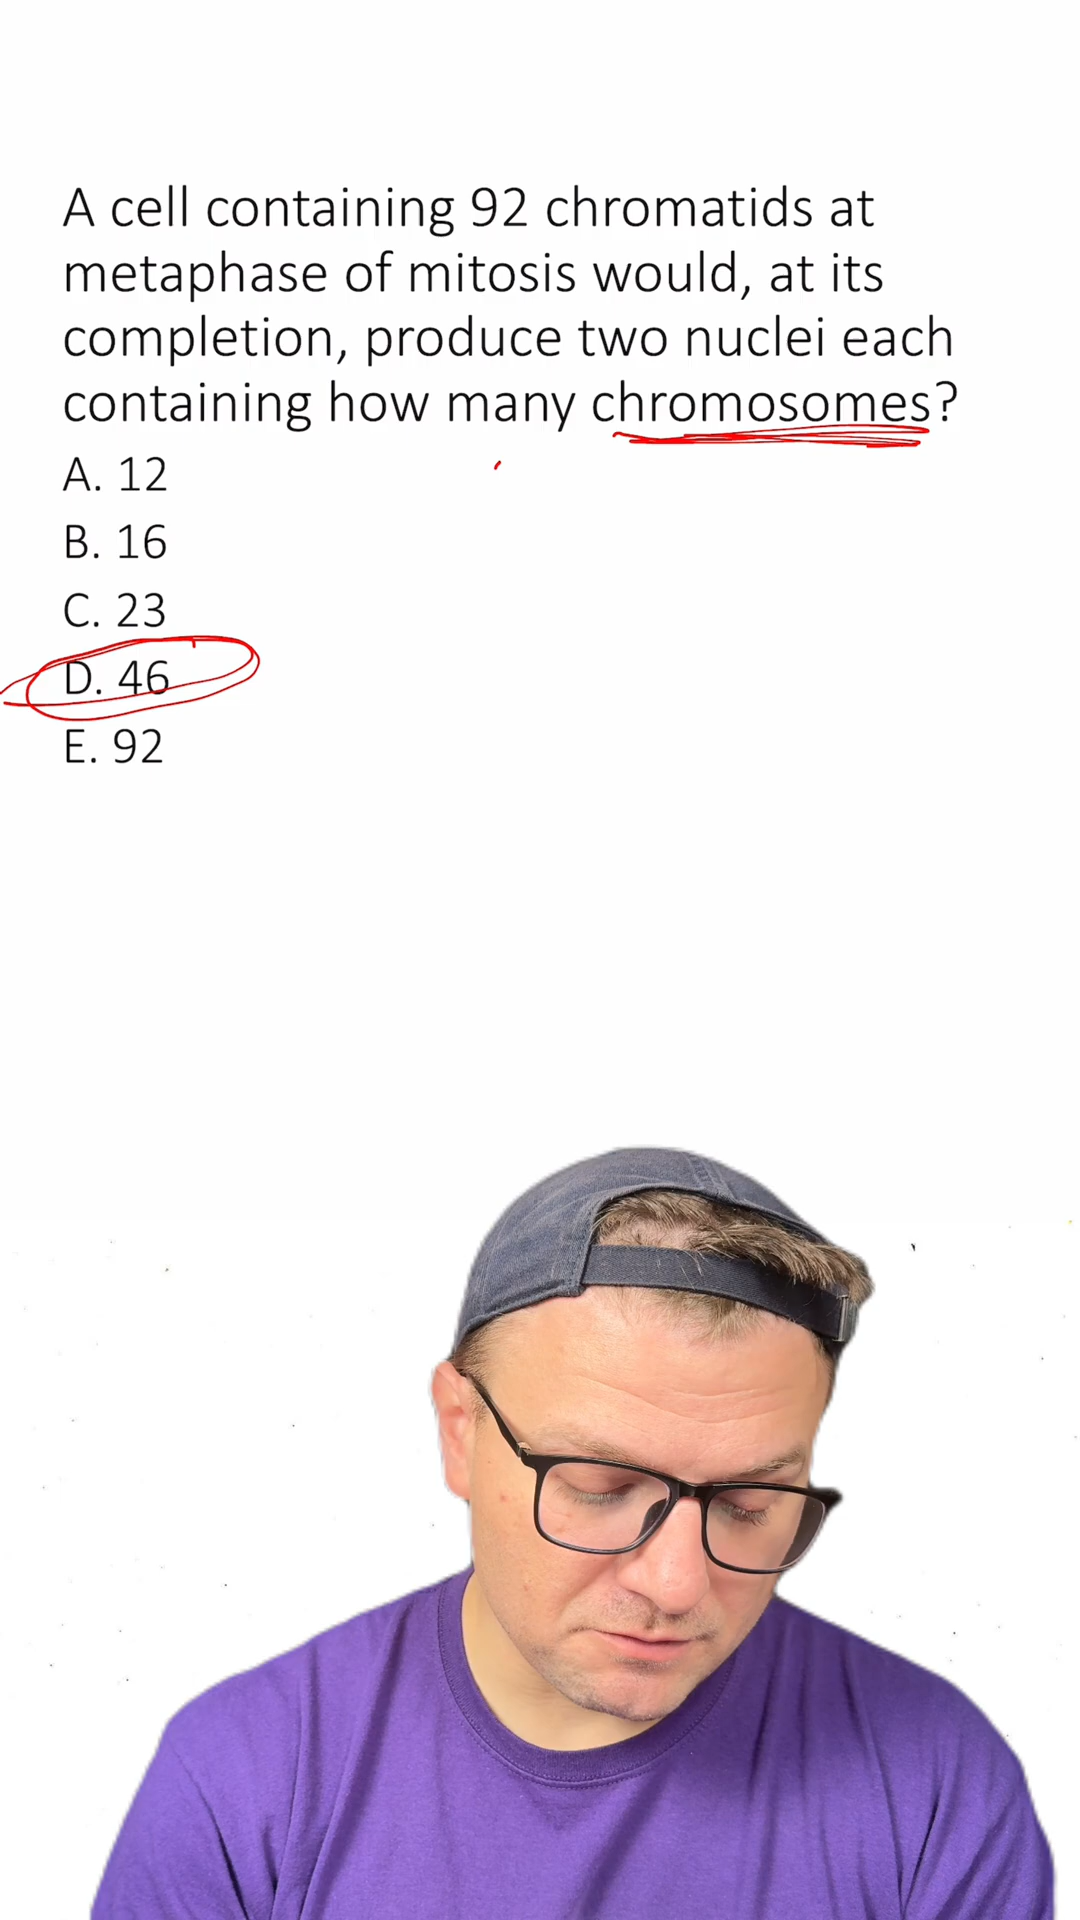 A cell containing 92 chromatids at
metaphase of mitosis would, at its
completion, produce two nuclei each
containing how many chromosomes?
A. 12
B. 16
C. 23
D. 46
E. 92